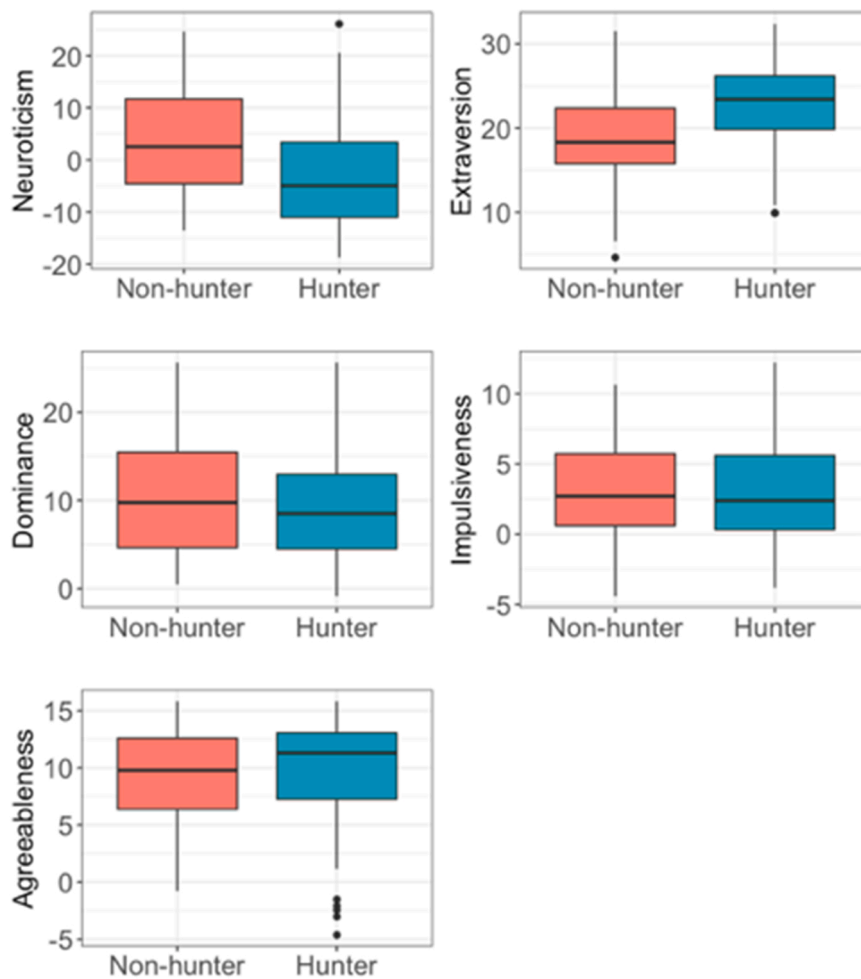 Neuroticism
20
10
0
-10
-20
Non-hunter Hunter
Extraversion
30
20
10
Non-hunter Hunter
Dominance
20
10
0
Non-hunter Hunter
Impulsiveness
10
5
0
-5
Non-hunter Hunter
Agreeableness
15
10
5
0
-5
Non-hunter Hunter